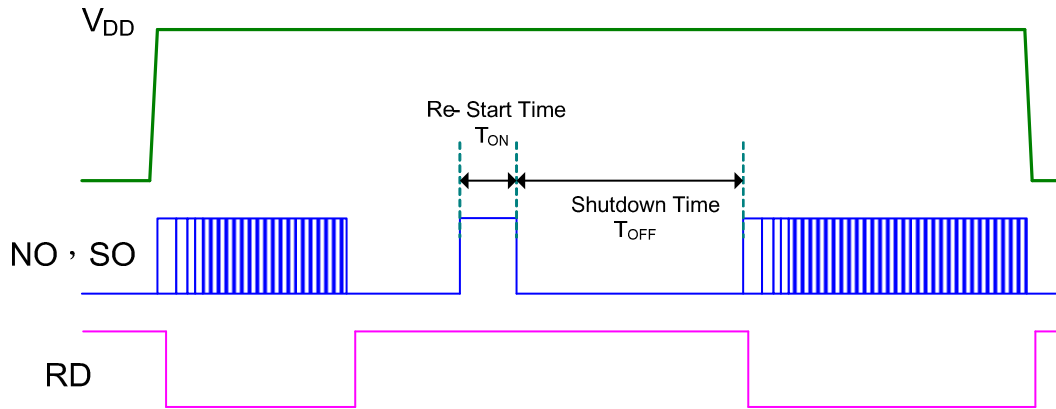 VDD
Re- Start Time
TON
Shutdown Time
TOFF
NO，SO
RD